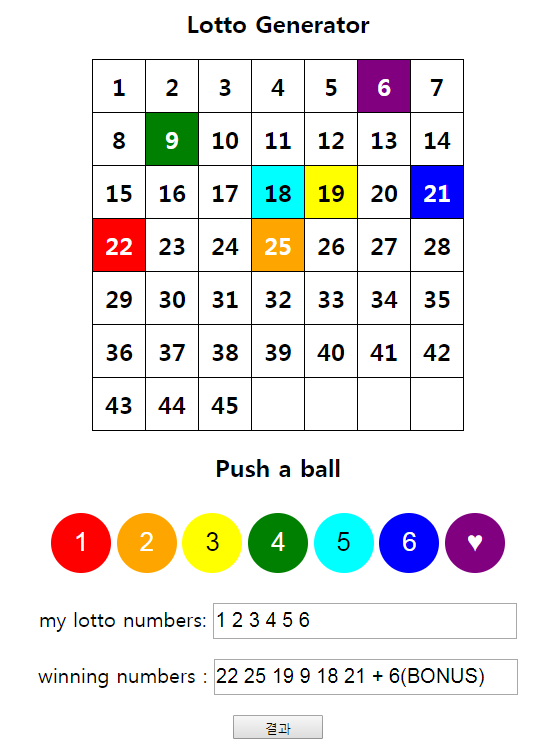 Lotto Generator
1 2 3 4 5 6 7
8 9 10 11 12 13 14
15 16 17 18 19 20 21
22 23 24 25 26 27 28
29 30 31 32 33 34 35
36 37 38 39 40 41 42
43 44 45
Push a ball
1 2 3 4 5 6 ♥
my lotto numbers: 1 2 3 4 5 6
winning numbers : 22 25 19 9 18 21 + 6(BONUS)
결과